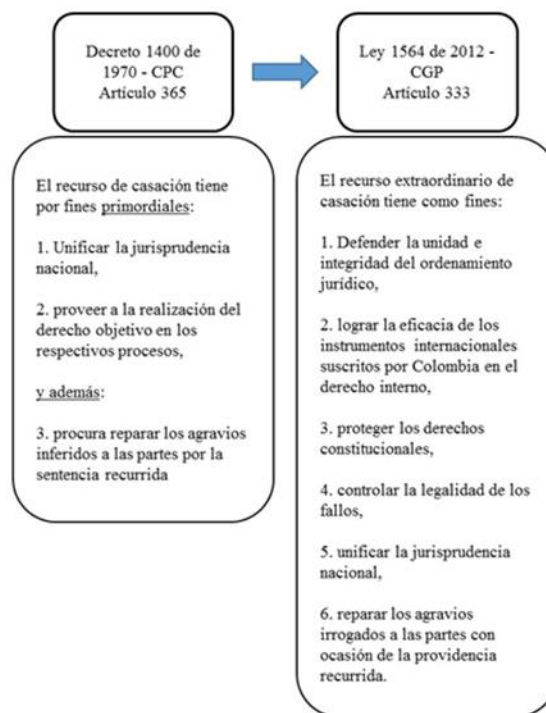 Decreto 1400 de
1970 - CPC
Artículo 365
Ley 1564 de 2012 -
CGP
Artículo 333
El recurso de casación tiene
por fines primordiales:
1. Unificar la jurisprudencia
nacional,
2. proveer a la realización del
derecho objetivo en los
respectivos procesos,
y además:
3. procura reparar los agravios
inferidos a las partes por la
sentencia recurrida
El recurso extraordinario de
casación tiene como fines:
1. Defender la unidad e
integridad del ordenamiento
jurídico,
2. lograr la eficacia de los
instrumentos internacionales
suscritos por Colombia en el
derecho interno,
3. proteger los derechos
constitucionales,
4. controlar la legalidad de los
fallos,
5. unificar la jurisprudencia
nacional,
6. reparar los agravios
irrogados a las partes con
ocasión de la providencia
recurrida.